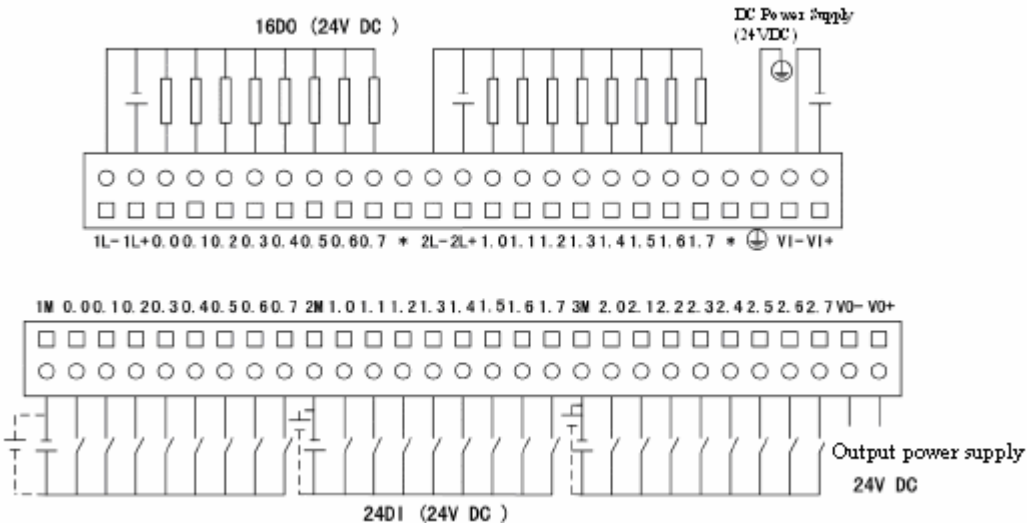 16DO (24V DC )
DC Power Supply
(24VDC)
1L- 1L+ 0.0 0.1 0.2 0.3 0.4 0.5 0.6 0.7 * 2L- 2L+ 1.0 1.1 1.2 1.3 1.4 1.5 1.6 1.7 * VI- VI+
1M 0.0 0.1 0.2 0.3 0.4 0.5 0.6 0.7 2M 1.0 1.1 1.2 1.3 1.4 1.5 1.6 1.7 3M 2.0 2.1 2.2 2.3 2.4 2.5 2.6 2.7 VO- VO+
Output power supply
24V DC
24DI (24V DC )